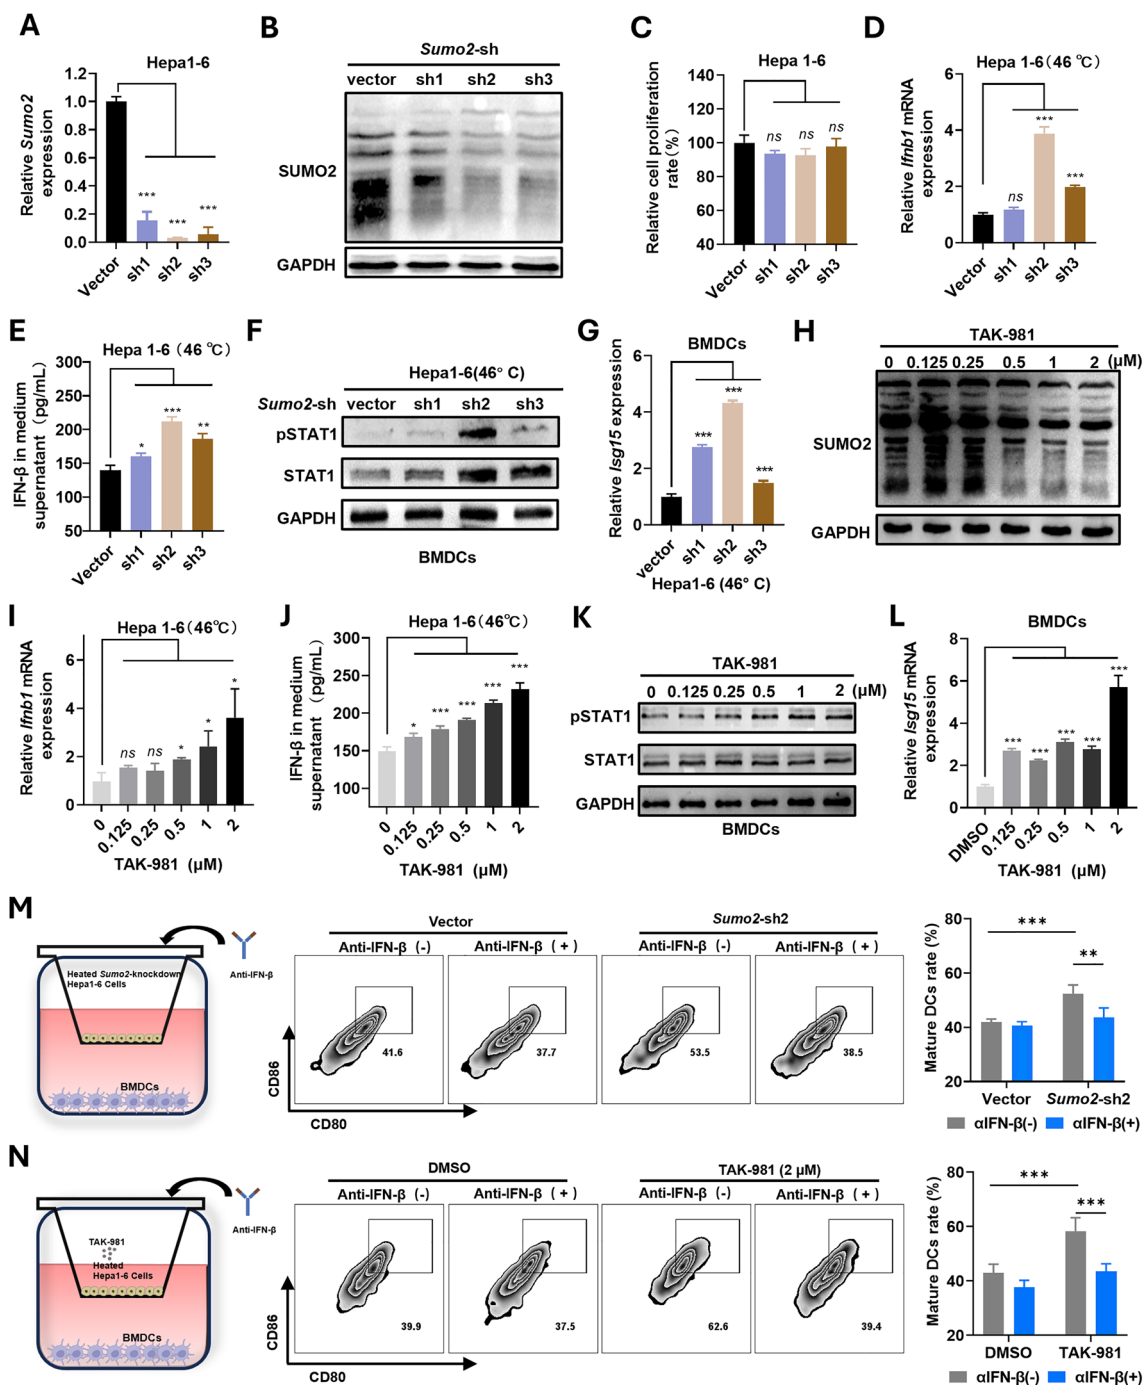 A
Hepa1-6
Relative Sumo2
expression
1.2
1.0
0.8
0.6
0.4
0.2
0.0
***
***
***
Vector
sh1
sh2
sh3
B
Sumo2-sh
vector sh1 sh2 sh3
SUMO2
GAPDH
C
Hepa 1-6
Relative cell proliferation
rate(%)
140
120
100
80
60
40
ns
ns
ns
Vector
sh1
sh2
sh3
D
Hepa 1-6(46 ℃)
Relative Ifnb1 mRNA
expression
6
4
2
0
ns
***
***
Vector
sh1
sh2
sh3
E
Hepa 1-6(46 ℃)
IFN-β in medium
supernatant (pg/mL)
300
250
200
150
100
50
*
***
**
Vector
sh1
sh2
sh3
F
Hepa1-6(46° C)
Sumo2-sh vector sh1 sh2 sh3
pSTAT1
STAT1
GAPDH
BMDCs
G
BMDCs
Relative Isg15 expression
6
4
2
0
***
***
***
vector
sh1
sh2
sh3
Hepa1-6 (46° C)
H
TAK-981
0 0.125 0.25 0.5 1 2 (μM)
SUMO2
GAPDH
I
Hepa 1-6(46℃)
Relative Ifnb1 mRNA
expression
6
4
2
0
ns
ns
*
*
*
0
0.125
0.25
0.5
1
2
TAK-981 (μM)
J
Hepa 1-6(46℃)
IFN-β in medium
supernatant (pg/mL)
300
250
200
150
100
*
***
***
***
***
0
0.125
0.25
0.5
1
2
TAK-981 (μM)
K
TAK-981
0 0.125 0.25 0.5 1 2 (μM)
pSTAT1
STAT1
GAPDH
BMDCs
L
BMDCs
Relative Isg15 mRNA
expression
8
6
4
2
0
***
***
***
***
***
DMSO
0.125
0.25
0.5
1
2
TAK-981 (μM)
M
Anti-IFN-β
Heated Sumo2-knockdown
Hepa1-6 Cells
BMDCs
Vector
Sumo2-sh2
Anti-IFN-β (-)
Anti-IFN-β (+)
Anti-IFN-β (-)
Anti-IFN-β (+)
41.6
37.7
53.5
38.5
CD86
CD80
Mature DCs rate (%)
80
60
40
20
***
**
Vector
Sumo2-sh2
αIFN-β(-)
αIFN-β(+)
N
Anti-IFN-β
TAK-981
Heated
Hepa1-6 Cells
BMDCs
DMSO
TAK-981 (2 μM)
Anti-IFN-β (-)
Anti-IFN-β (+)
Anti-IFN-β (-)
Anti-IFN-β (+)
39.9
37.5
62.6
39.4
CD86
CD80
Mature DCs rate (%)
80
60
40
20
***
***
DMSO
TAK-981
αIFN-β(-)
αIFN-β(+)